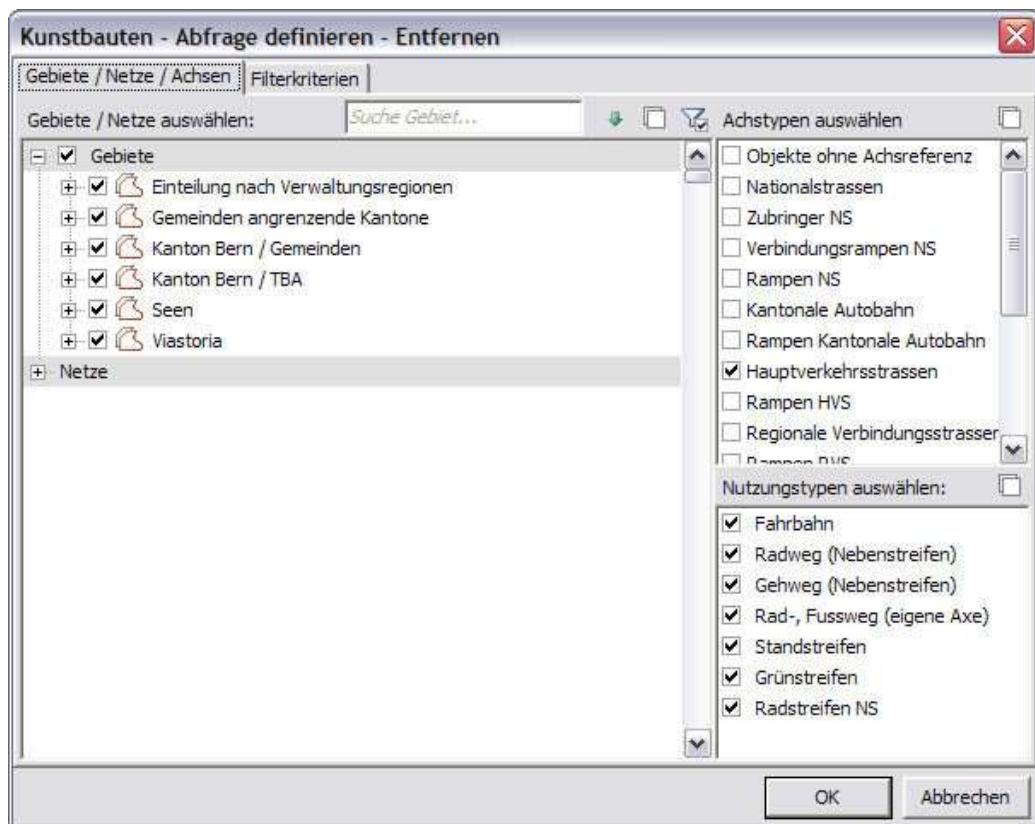 Kunstbauten - Abfrage definieren - Entfernen
Gebiete / Netze / Achsen
Filterkriterien
Gebiete / Netze auswählen:
Suche Gebiet...
Gebiete
Einteilung nach Verwaltungsregionen
Gemeinden angrenzende Kantone
Kanton Bern / Gemeinden
Kanton Bern / TBA
Seen
Viastoria
Netze
Achstypen auswählen
Objekte ohne Achsreferenz
Nationalstrassen
Zubringer NS
Verbindungsrampen NS
Rampen NS
Kantonale Autobahn
Rampen Kantonale Autobahn
Hauptverkehrsstrassen
Rampen HVS
Regionale Verbindungsstrassen
Rampen RVS
Nutzungstypen auswählen:
Fahrbahn
Radweg (Nebenstreifen)
Gehweg (Nebenstreifen)
Rad-, Fussweg (eigene Axe)
Standstreifen
Grünstreifen
Radstreifen NS
OK
Abbrechen